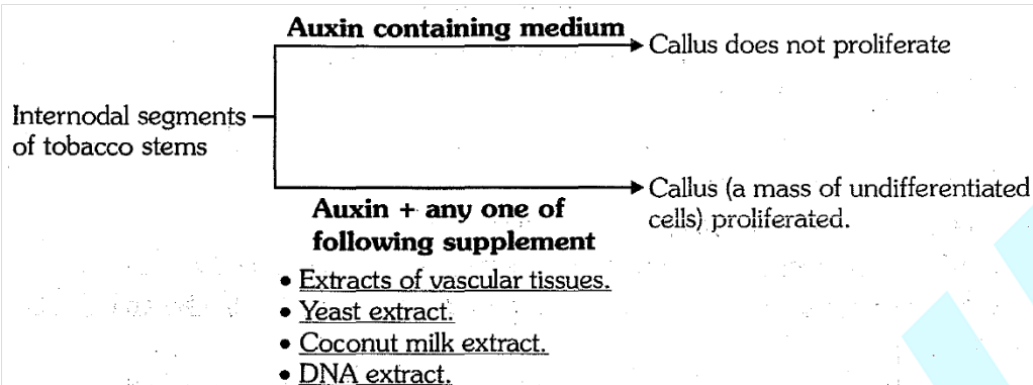 Auxin containing medium
Callus does not proliferate
Internodal segments
of tobacco stems
Callus (a mass of undifferentiated
cells) proliferated.
Auxin + any one of
following supplement
• Extracts of vascular tissues.
• Yeast extract.
• Coconut milk extract.
• DNA extract.